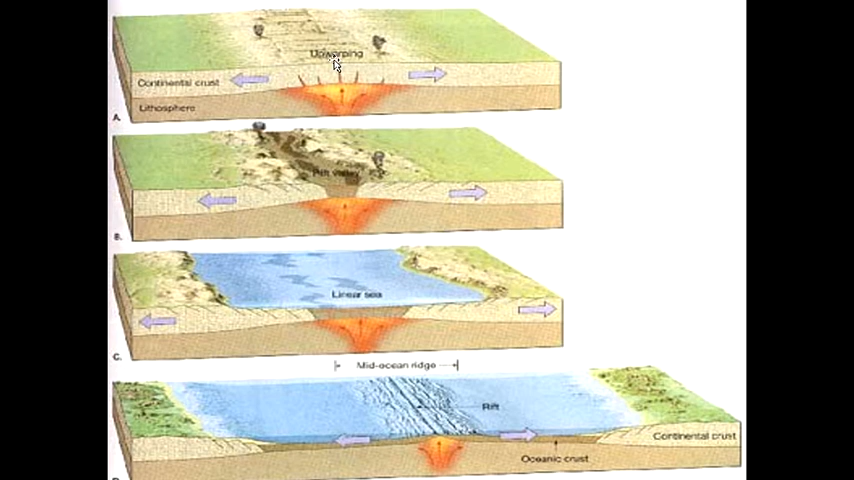 Upwarping
Continental crust
Lithosphere
A.
Rift valley
B.
Linear sea
C.
Mid-ocean ridge
Rift
Continental crust
Oceanic crust